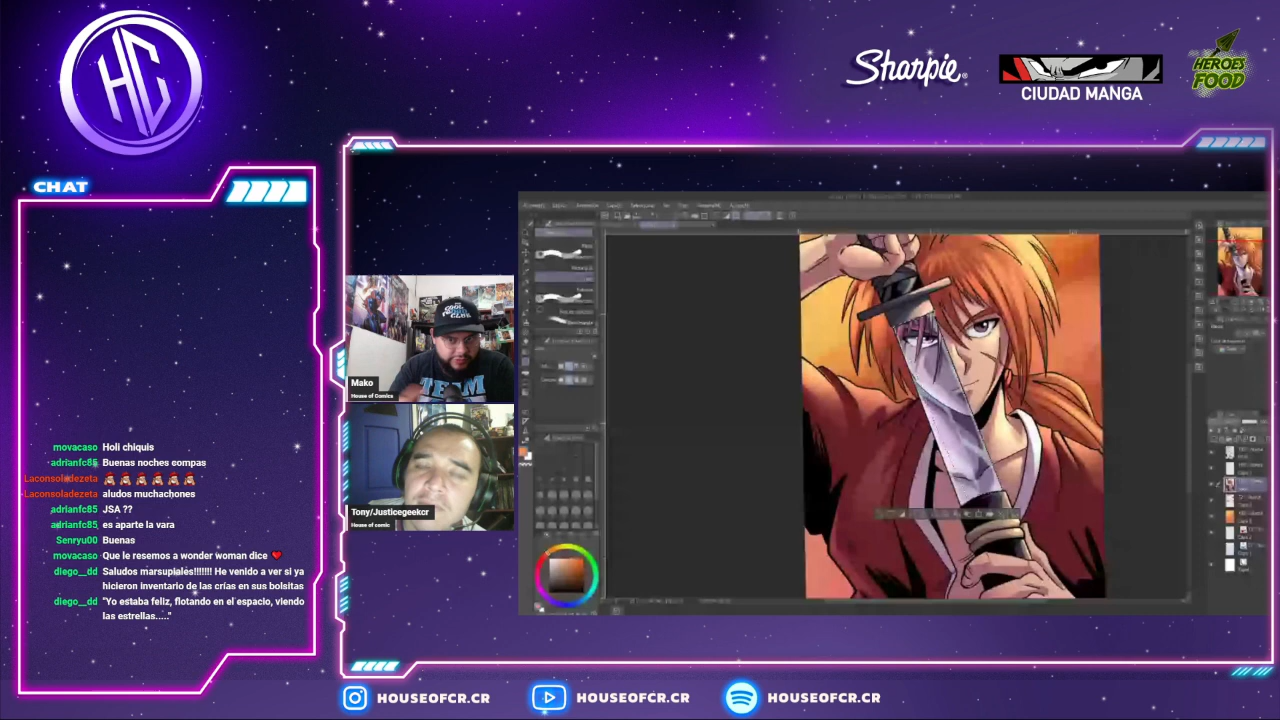 HC
Sharpie®
CIUDAD MANGA
HEROES
FOOD
CHAT
movacaso Holi chiquis
adrianfc85 Buenas noches compas
Laconsoladezeta
Laconsoladezeta aludos muchachones
adrianfc85 JSA ??
adrianfc85 es aparte la vara
Senryu00 Buenas
movacaso Que le resemos a wonder woman dice
diego__dd Saludos marsupiales!!!!!!! He venido a ver si ya
hicieron inventario de las crías en sus bolsitas
diego__dd "Yo estaba feliz, flotando en el espacio, viendo
las estrellas....."
TEAM
Mako
House of Comics
Tony/Justicegeekcr
House of comic
HOUSEOFCR.CR
HOUSEOFCR.CR
HOUSEOFCR.CR